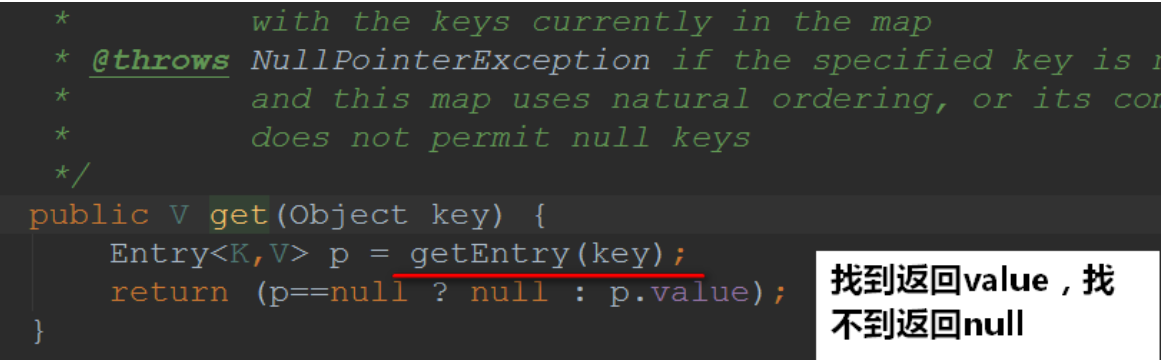 * with the keys currently in the map
* @throws NullPointerException if the specified key is
* and this map uses natural ordering, or its
* does not permit null keys
*/
public V get(Object key) {
Entry<K,V> p = getEntry(key);
return (p==null ? null : p.value);
}
找到返回value，找
不到返回null